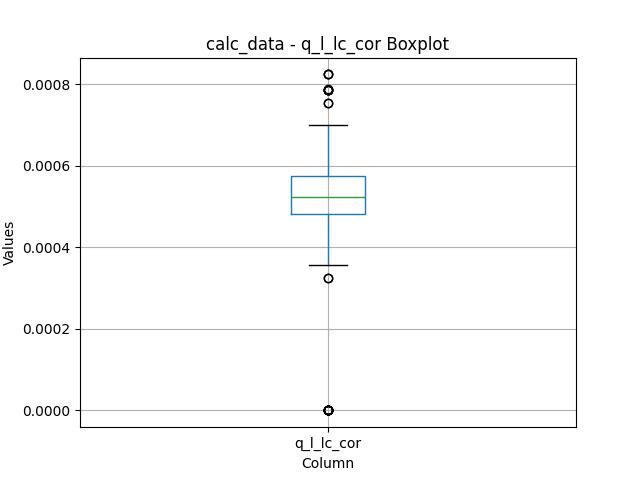 calc_data - q_l_lc_cor Boxplot
0.0008
0.0006
0.0004
0.0002
0.0000
Values
q_l_lc_cor
Column